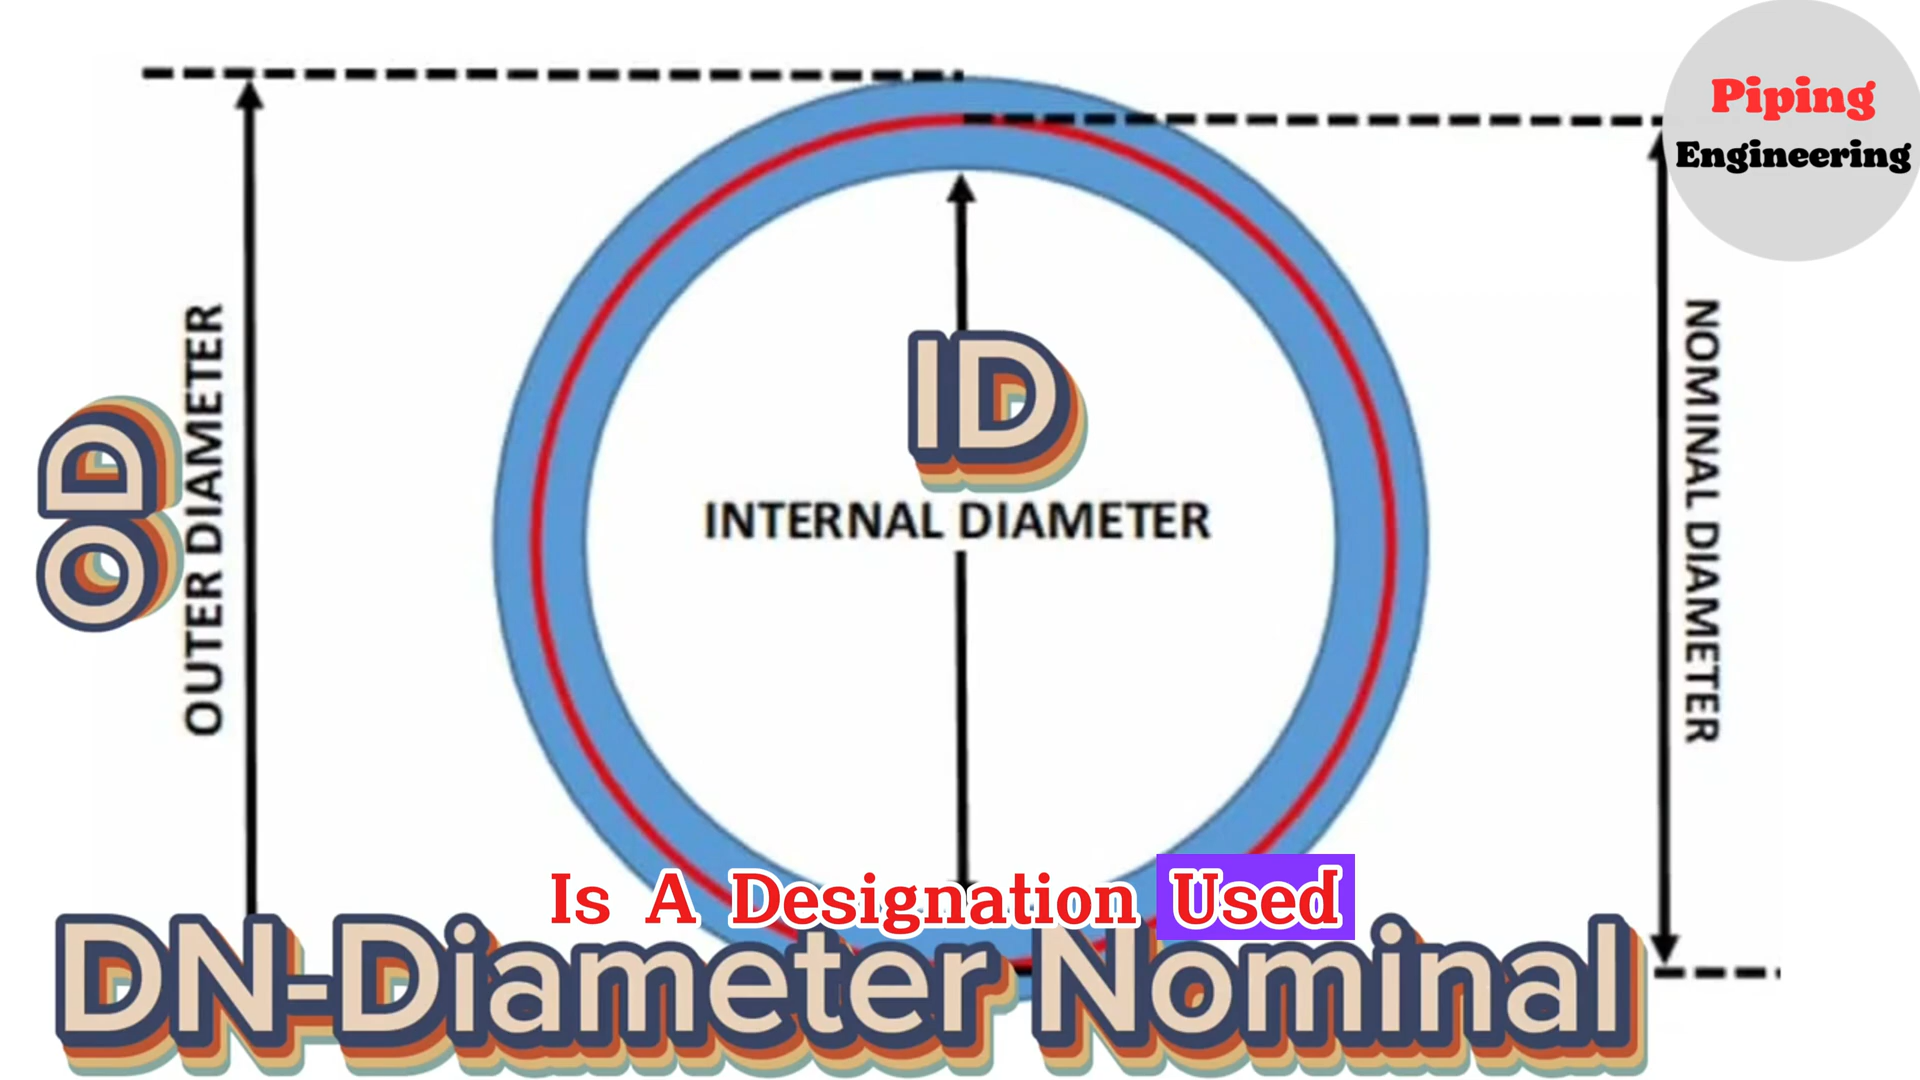 Piping
Engineering
OD
OUTER DIAMETER
ID
INTERNAL DIAMETER
NOMINAL DIAMETER
Is A Designation Used
DN-Diameter Nominal